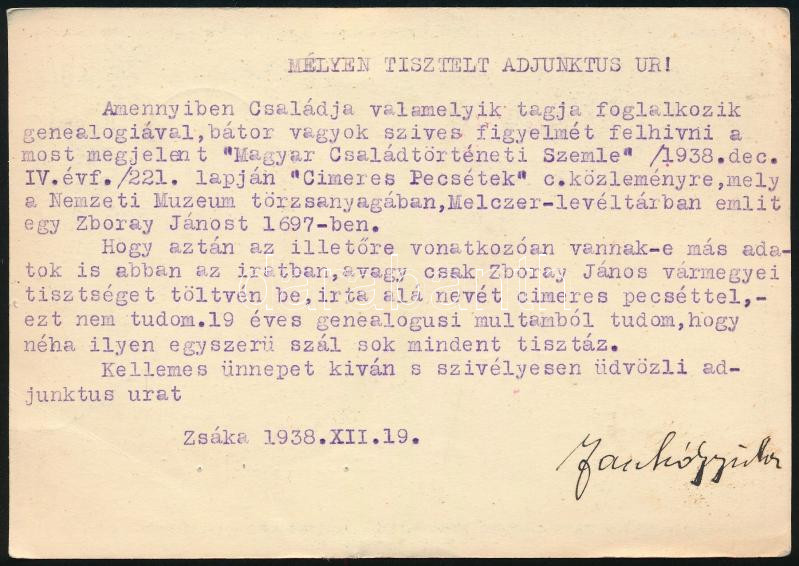 MÉLYEN TISZTELT ADJUNKTUS UR!
Amennyiben Családja valamelyik tagja foglalkozik
genealogiával,bátor vagyok szives figyelmét felhivni a
most megjelent "Magyar Családtörténeti Szemle" /1938.dec.
IV.évf./221. lapján "Cimeres Pecsétek" c.közleményre,mely
a Nemzeti Muzeum törzsanyagában,Melczer-levéltárban emlit
egy Zboray Jánost 1697-ben.
Hogy aztán az illetőre vonatkozóan vannak-e más ada-
tok is abban az iratban,avagy csak Zboray János vármegyei
tisztséget töltvén be,irta alá nevét cimeres pecséttel,-
ezt nem tudom.19 éves genealogusi multamból tudom,hogy
néha ilyen egyszerü szál sok mindent tisztáz.
Kellemes ünnepet kiván s szivélyesen üdvözli ad-
junktus urat
Zsáka 1938.XII.19.